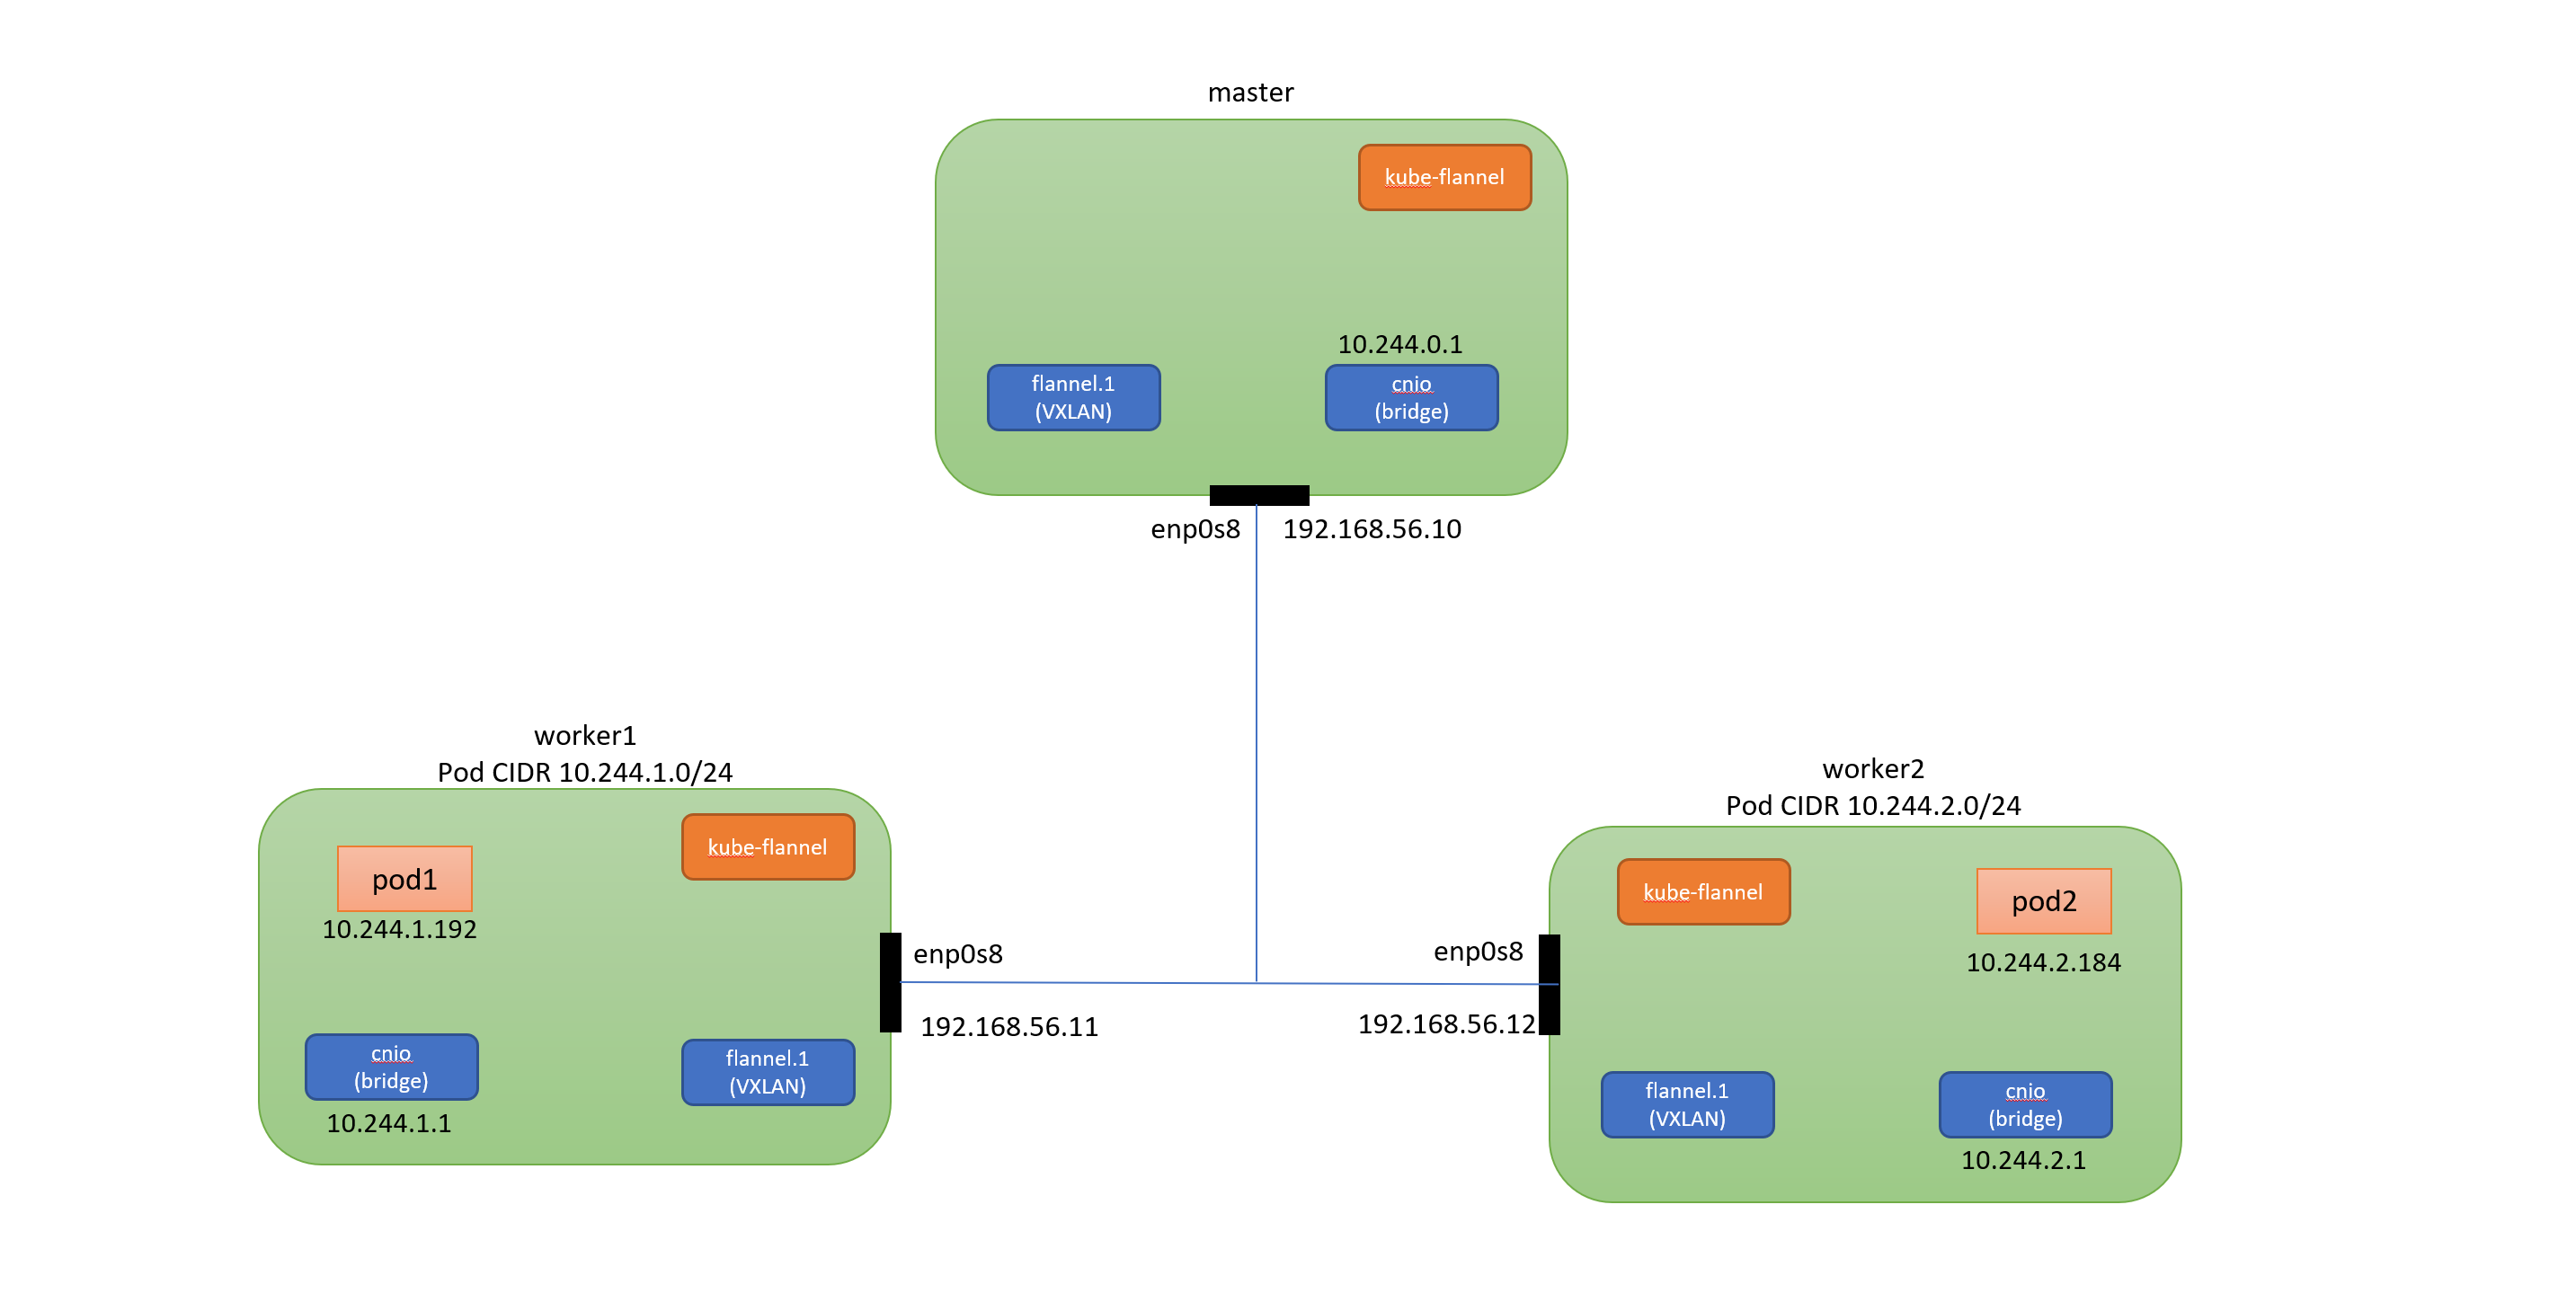 master
kube-flannel
10.244.0.1
flannel.1
(VXLAN)
cnio
(bridge)
enp0s8
192.168.56.10
worker1
Pod CIDR 10.244.1.0/24
kube-flannel
pod1
10.244.1.192
enp0s8
192.168.56.11
cnio
(bridge)
10.244.1.1
flannel.1
(VXLAN)
worker2
Pod CIDR 10.244.2.0/24
kube-flannel
pod2
10.244.2.184
enp0s8
192.168.56.12
flannel.1
(VXLAN)
cnio
(bridge)
10.244.2.1